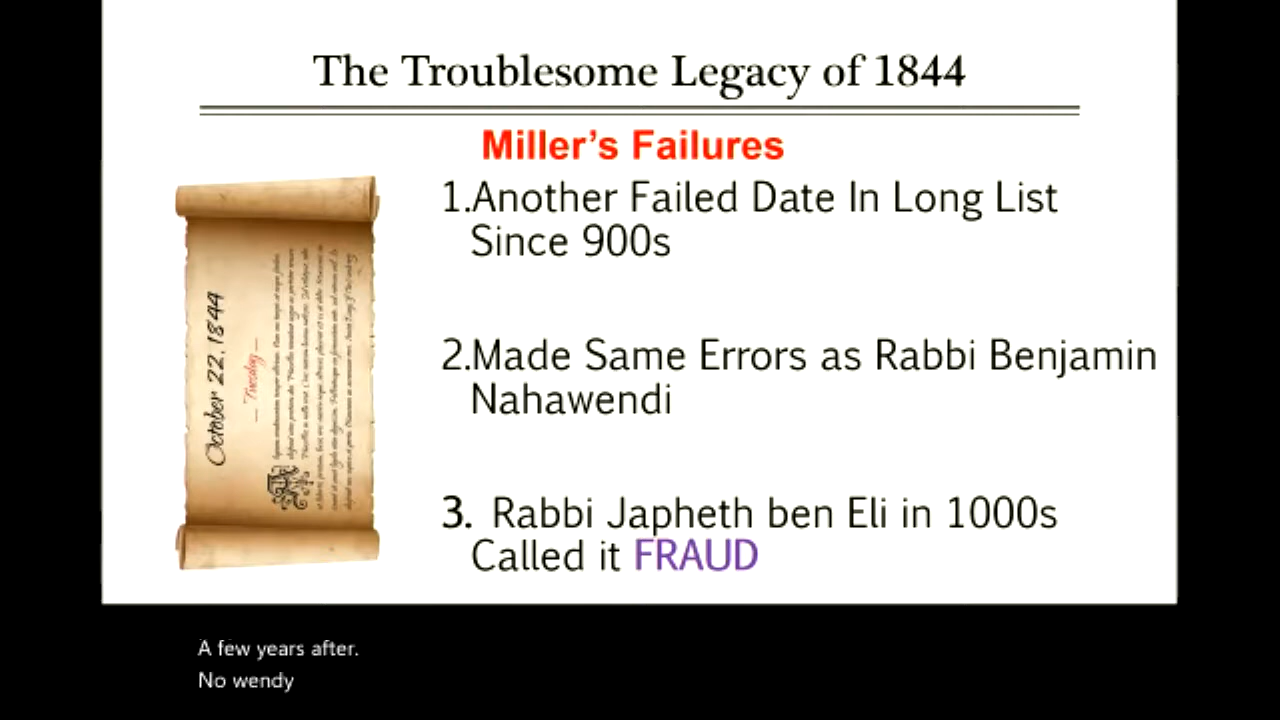 The Troublesome Legacy of 1844
Miller's Failures
1.Another Failed Date In Long List
Since 900s
2.Made Same Errors as Rabbi Benjamin
Nahawendi
3. Rabbi Japheth ben Eli in 1000s
Called it FRAUD
October 22, 1844
— Tuesday —
A few years after.
No wendy